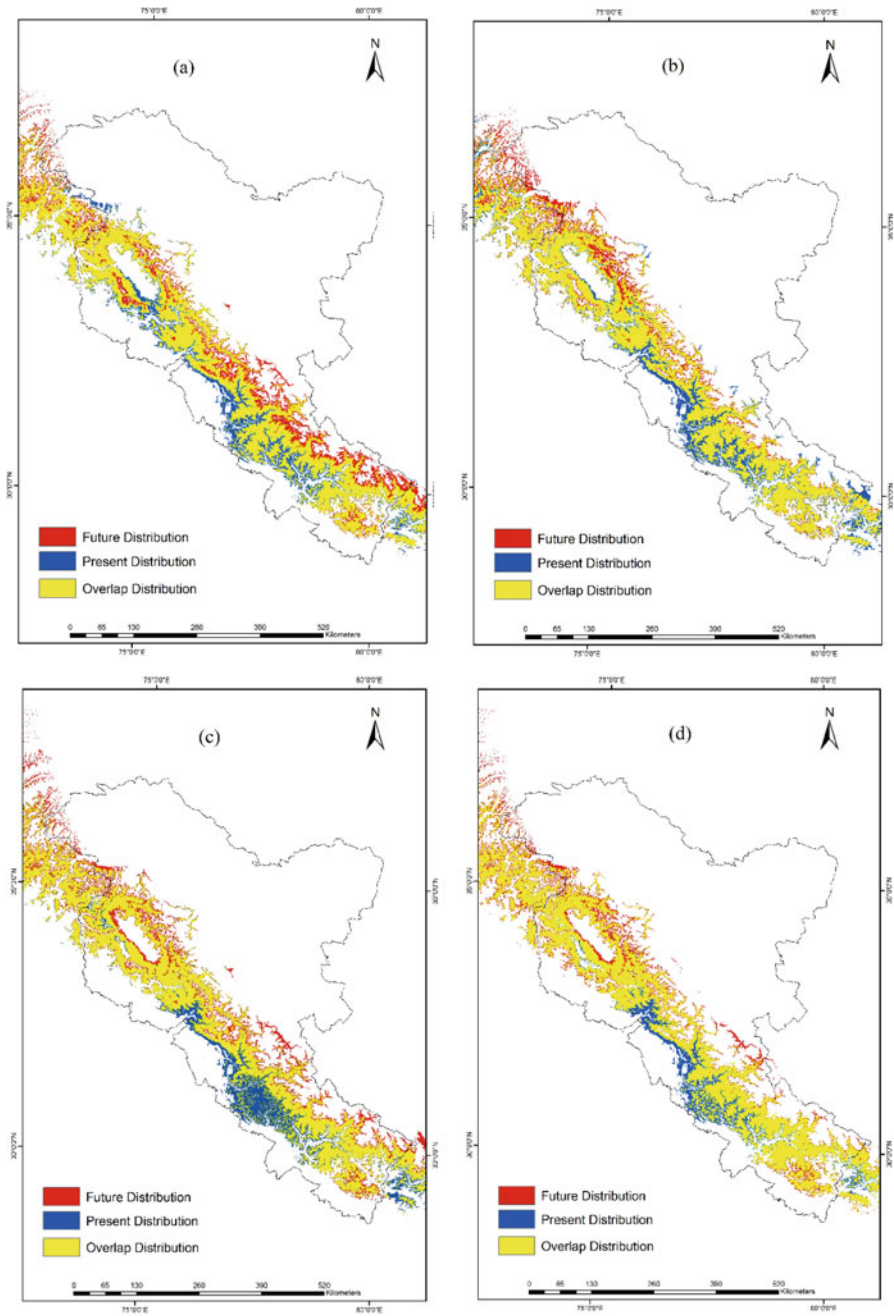 75°0'0"E 80°0'0"E
(a)
N
35°0'0"N
30°0'0"N
Future Distribution
Present Distribution
Overlap Distribution
0 65 130 260 390 520
Kilometers
75°0'0"E 80°0'0"E
75°0'0"E 80°0'0"E
(b)
N
35°0'0"N 35°0'0"N
30°0'0"N 30°0'0"N
Future Distribution
Present Distribution
Overlap Distribution
0 65 130 260 390 520
Kilometers
75°0'0"E 80°0'0"E
75°0'0"E 80°0'0"E
(c)
N
35°0'0"N
Future Distribution
Present Distribution
Overlap Distribution
0 65 130 260 390 520
Kilometers
75°0'0"E 80°0'0"E
75°0'0"E 80°0'0"E
(d)
N
35°0'0"N
30°0'0"N 30°0'0"N
Future Distribution
Present Distribution
Overlap Distribution
0 65 130 260 390 520
Kilometers
80°0'0"E